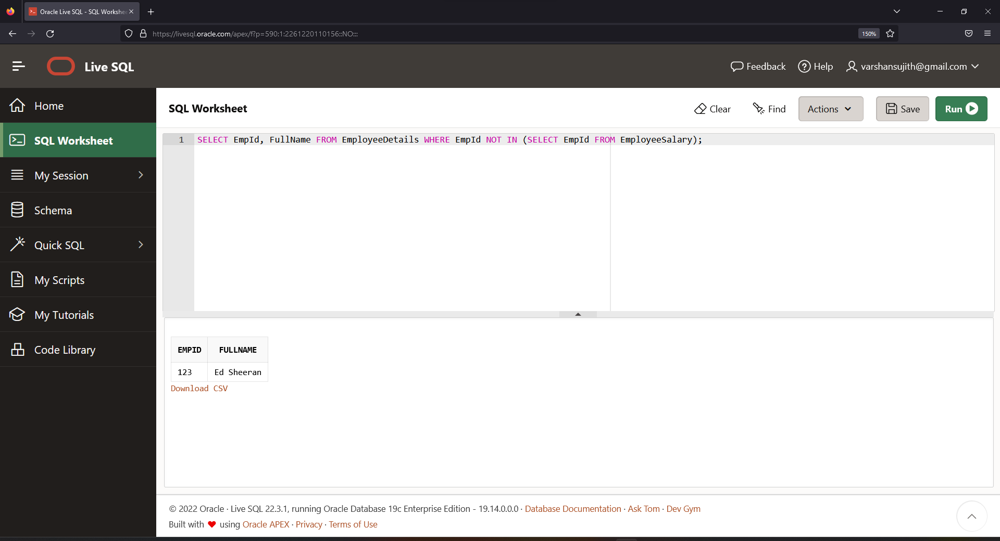 Oracle Live SQL - SQL Workshe
https://livesql.oracle.com/apex/f?p=590:1:2261220110156::NO:::
150%
Live SQL
Feedback
Help
varshansujith@gmail.com
Home
SQL Worksheet
My Session
Schema
Quick SQL
My Scripts
My Tutorials
Code Library
SQL Worksheet
Clear
Find
Actions
Save
Run
1 SELECT EmpId, FullName FROM EmployeeDetails WHERE EmpId NOT IN (SELECT EmpId FROM EmployeeSalary);
EMPID FULLNAME
123 Ed Sheeran
Download CSV
© 2022 Oracle · Live SQL 22.3.1, running Oracle Database 19c Enterprise Edition - 19.14.0.0.0 · Database Documentation · Ask Tom · Dev Gym
Built with ❤ using Oracle APEX · Privacy · Terms of Use